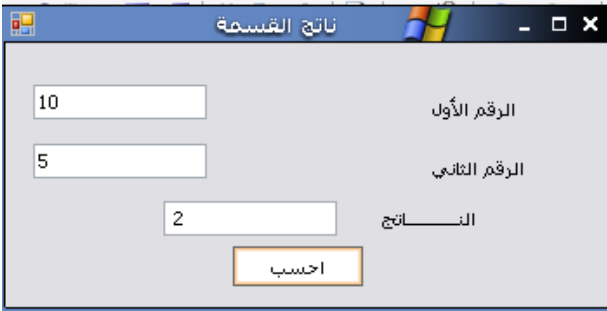 ناتج القسمة
الرقم الأول
10
الرقم الثاني
5
النـــــــاتج
2
احسب